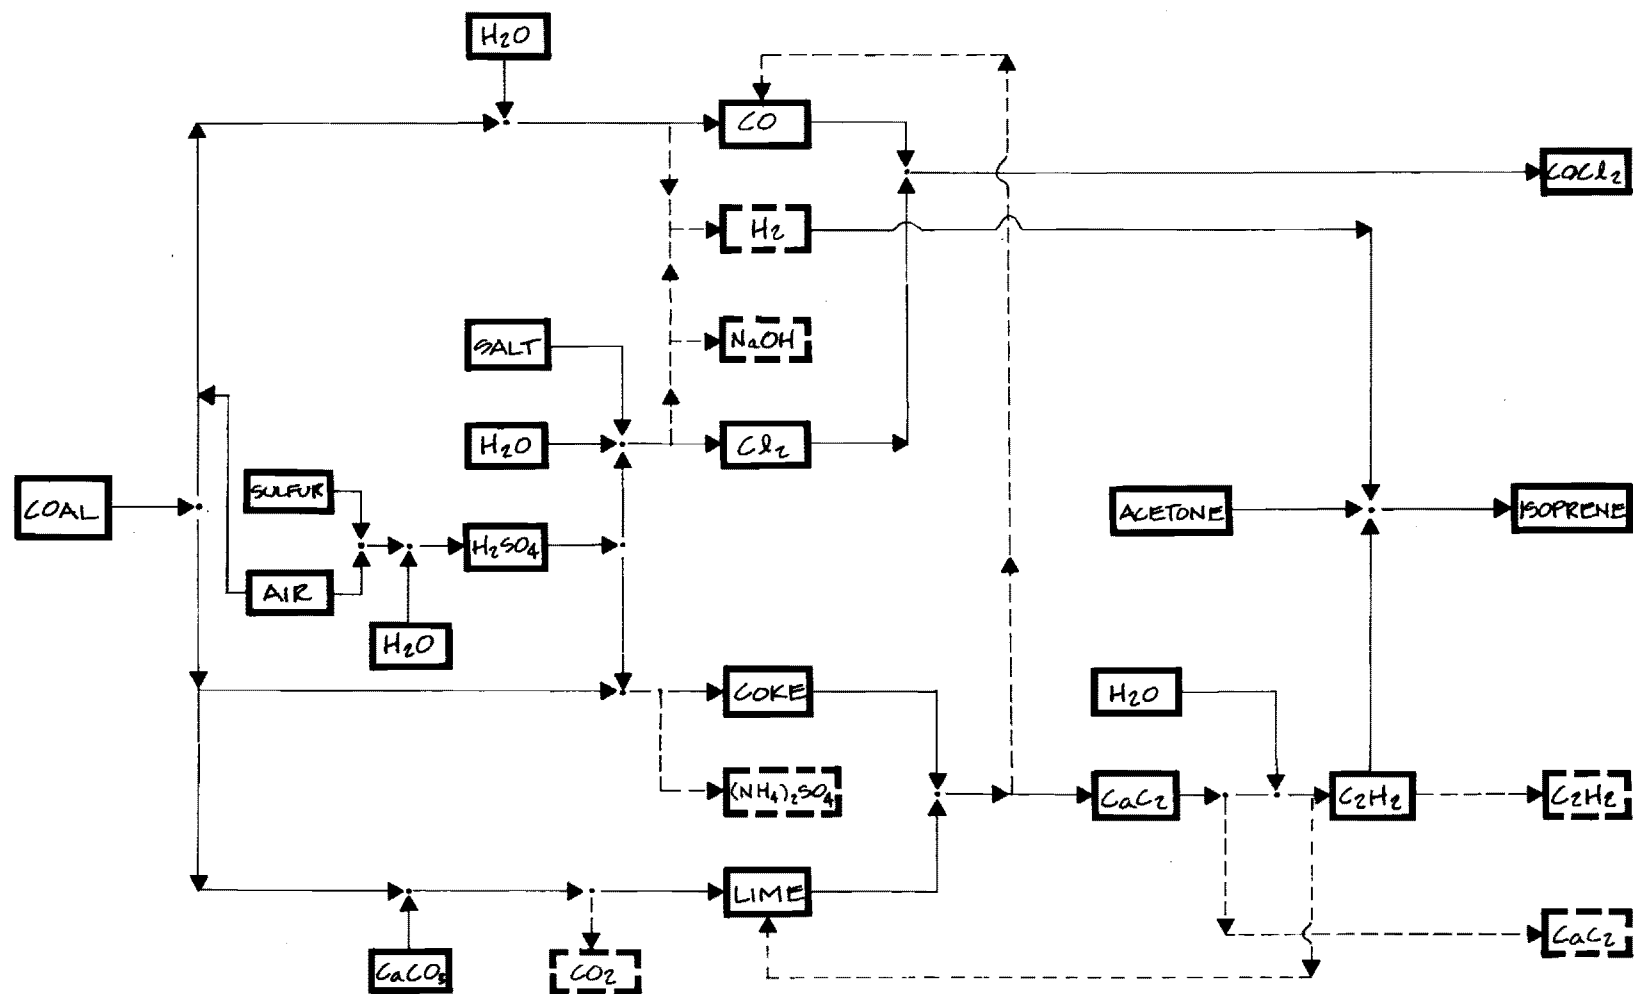 H₂O
CO
COCl₂
H₂
SALT
NaOH
H₂O
Cl₂
SULFUR
COAL
ACETONE
ISOPRENE
H₂SO₄
AIR
H₂O
COKE
H₂O
(NH₄)₂SO₄
CaC₂
C₂H₂
C₂H₂
LIME
CaC₂
CaCO₃
CO₂